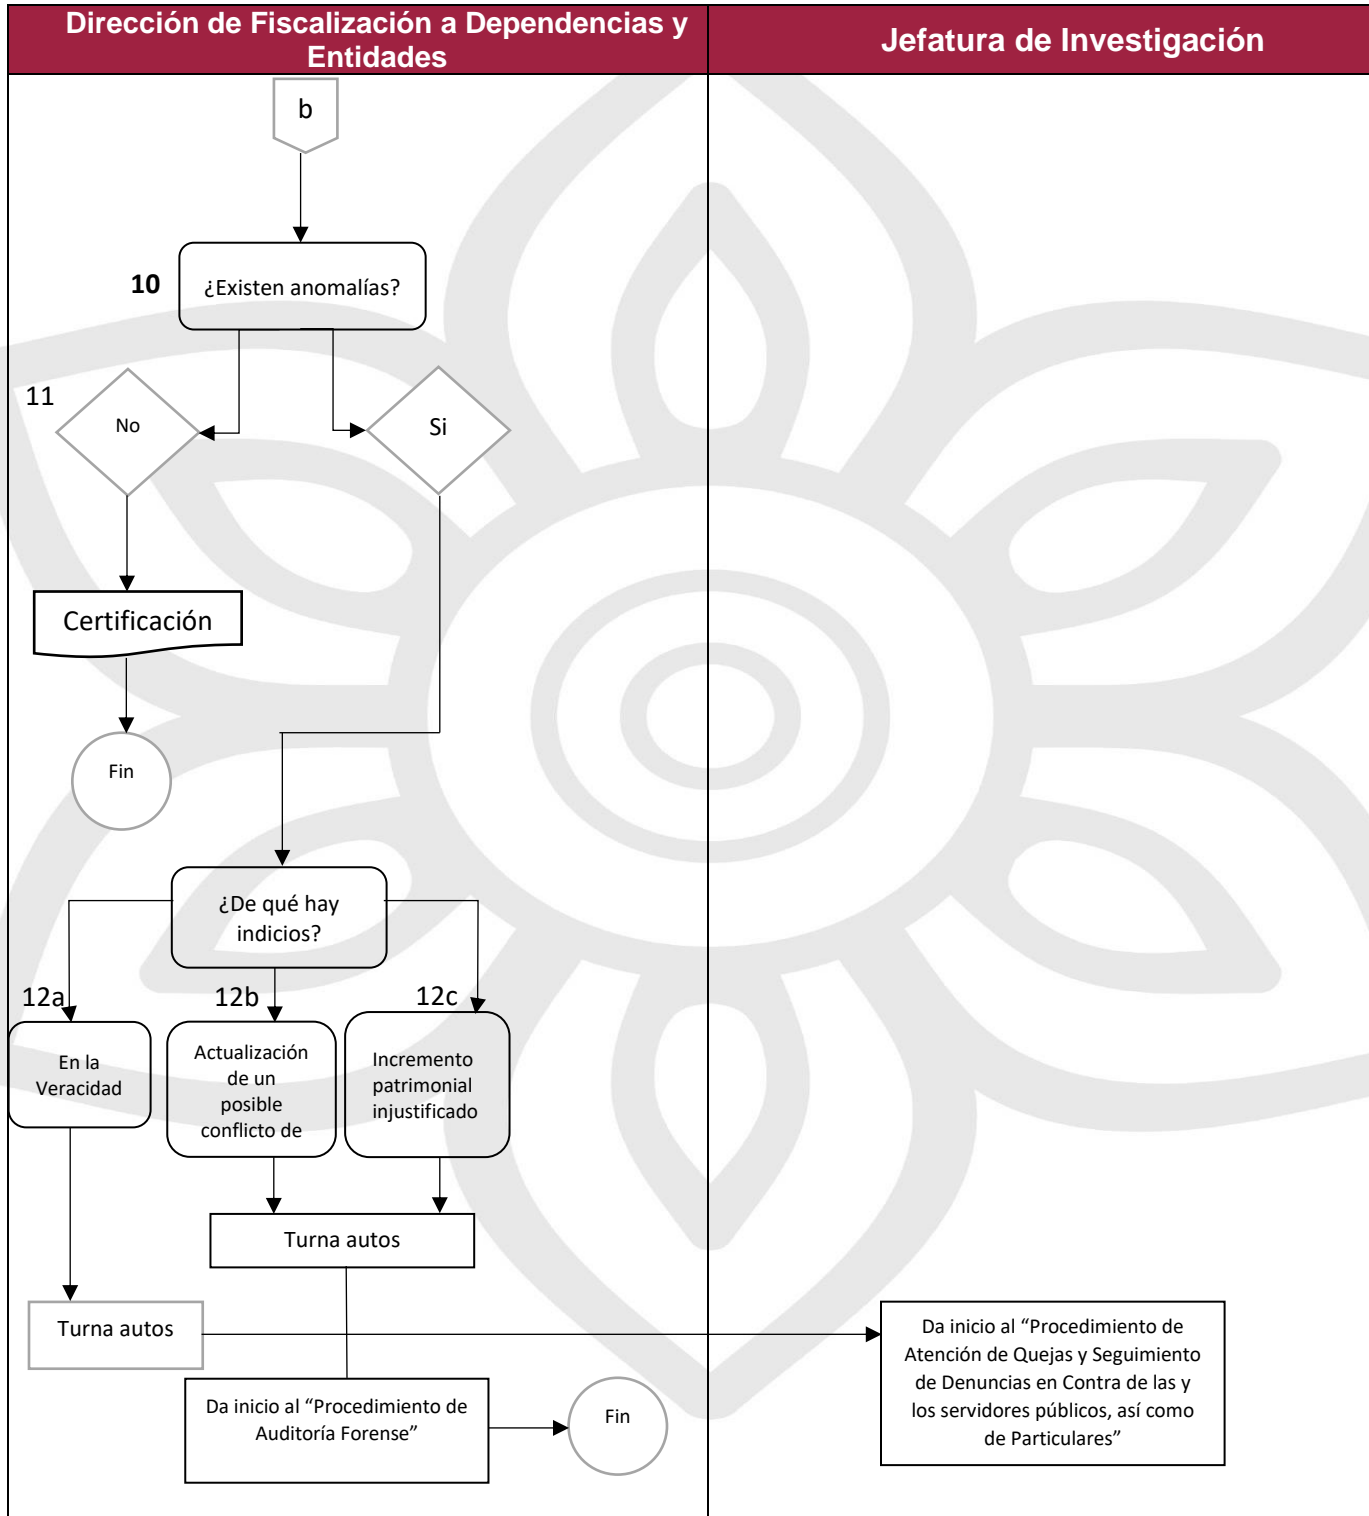 Dirección de Fiscalización a Dependencias y
Entidades
Jefatura de Investigación
b
10
¿Existen anomalías?
11
No
Si
Certificación
Fin
¿De qué hay
indicios?
12a
12b
12c
En la
Veracidad
Actualización
de un
posible
conflicto de
Incremento
patrimonial
injustificado
Turna autos
Turna autos
Da inicio al “Procedimiento de
Atención de Quejas y Seguimiento
de Denuncias en Contra de las y
los servidores públicos, así como
de Particulares”
Da inicio al “Procedimiento de
Auditoría Forense”
Fin